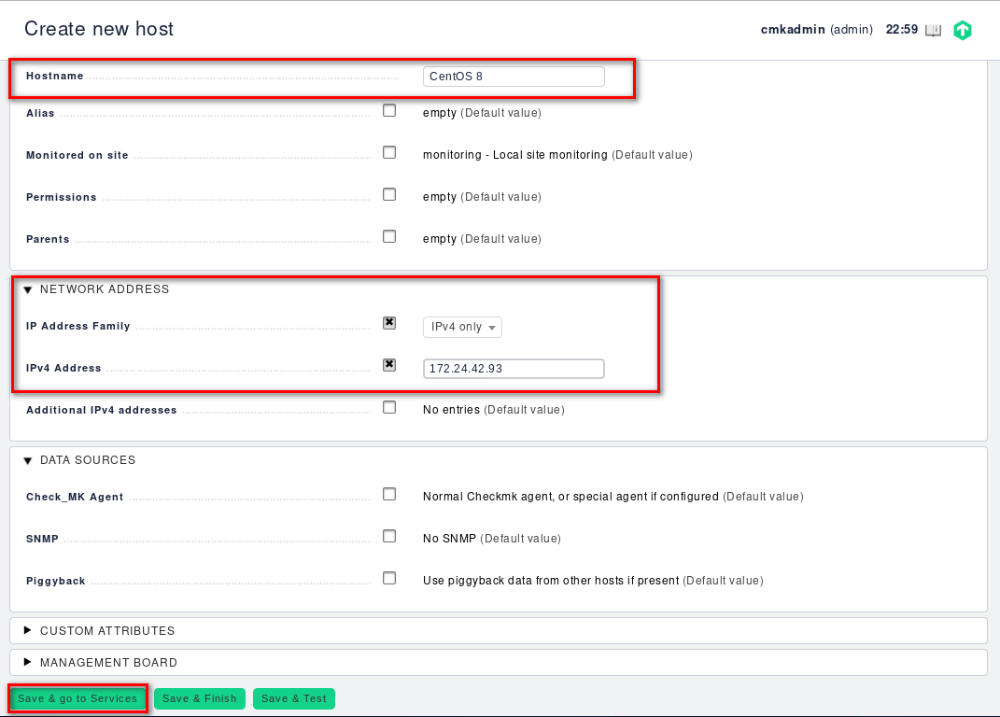 Create new host
cmkadmin (admin) 22:59
Hostname CentOS 8
Alias empty (Default value)
Monitored on site monitoring - Local site monitoring (Default value)
Permissions empty (Default value)
Parents empty (Default value)
NETWORK ADDRESS
IP Address Family IPv4 only
IPv4 Address 172.24.42.93
Additional IPv4 addresses No entries (Default value)
DATA SOURCES
Check_MK Agent Normal Checkmk agent, or special agent if configured (Default value)
SNMP No SNMP (Default value)
Piggyback Use piggyback data from other hosts if present (Default value)
CUSTOM ATTRIBUTES
MANAGEMENT BOARD
Save & go to Services Save & Finish Save & Test